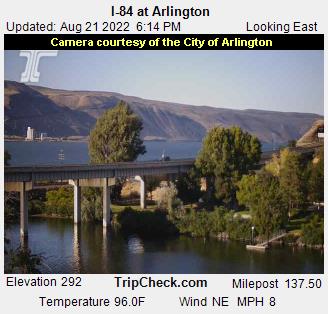 I-84 at Arlington
Updated: Aug 21 2022 6:14 PM Looking East
Camera courtesy of the City of Arlington
Elevation 292 TripCheck.com Milepost 137.50
Temperature 96.0F Wind NE MPH 8